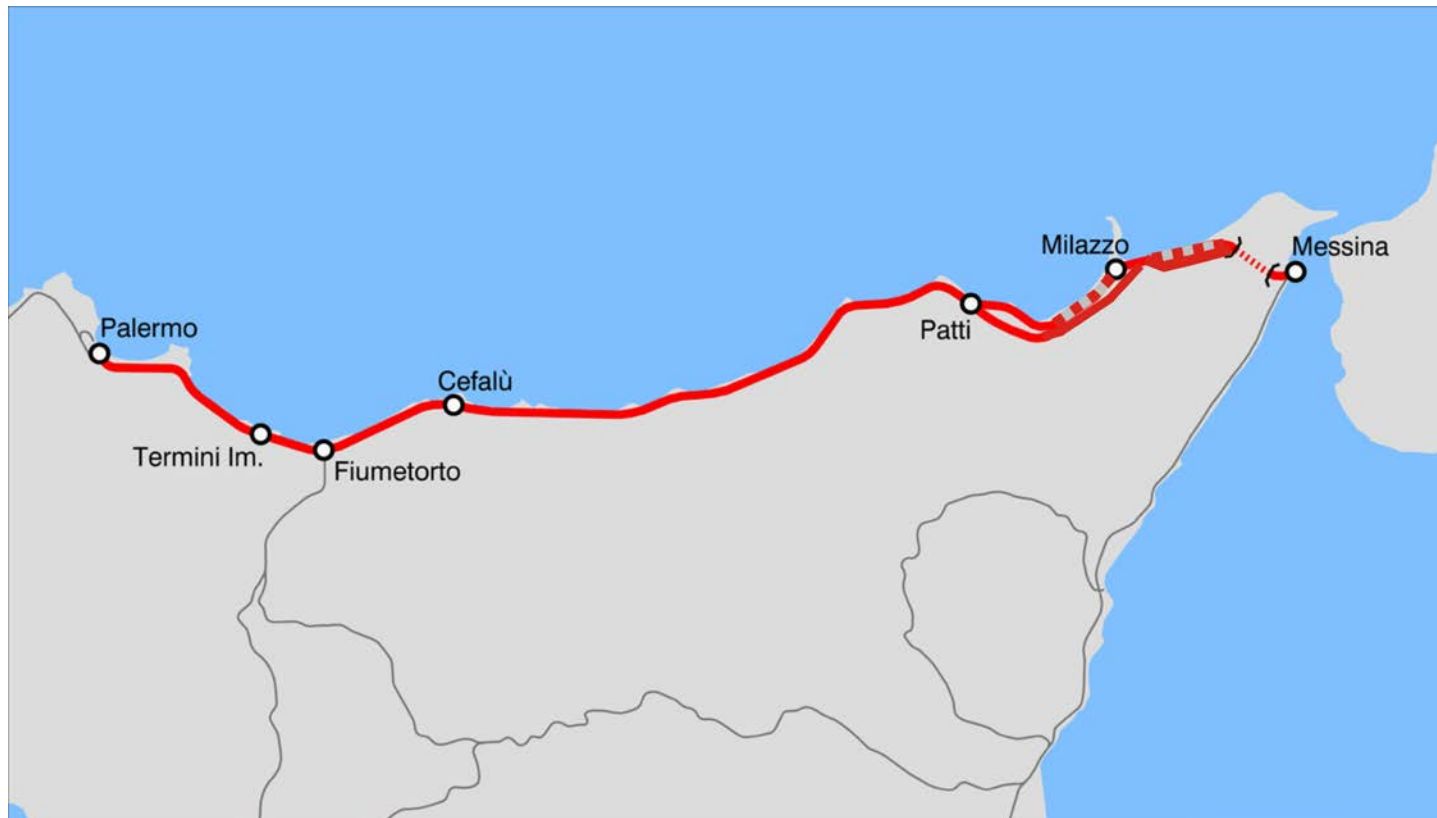 Milazzo
Messina
Patti
Palermo
Cefalù
Termini Im.
Fiumetorto